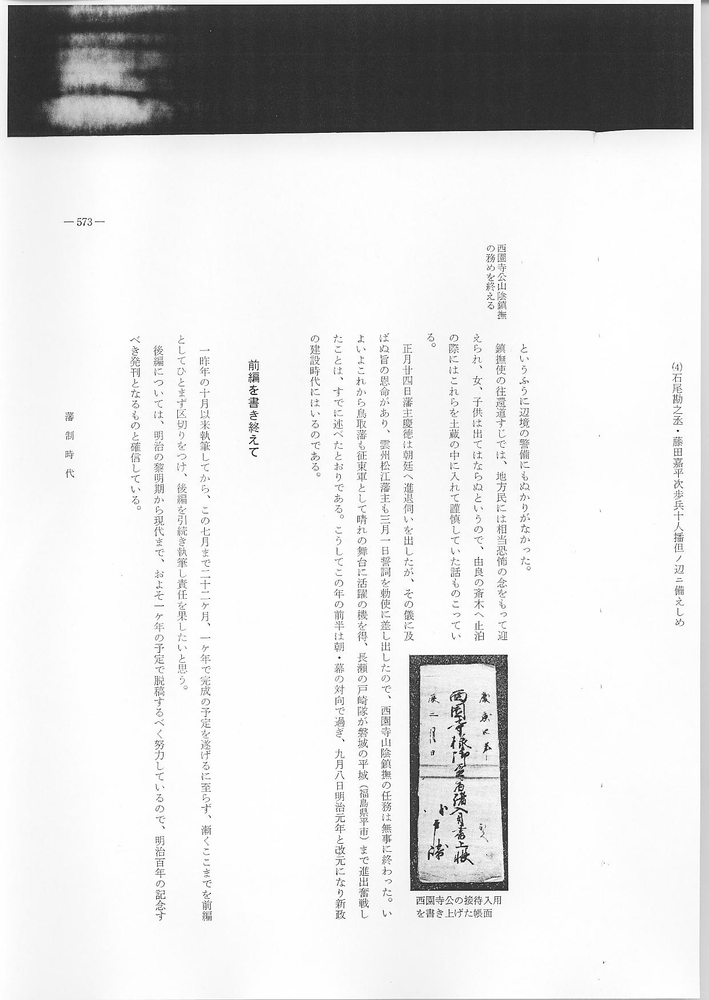 ⑷石尾勘之丞・藤田嘉平次歩兵十人播但ノ辺ニ備えしめ
というふうに辺境の警備にもぬかりがなかった。
西園寺公山陰鎮撫
の務めを終える
鎮撫使の往還道すじでは、地方民には相当恐怖の念をもって迎
えられ、女、子供は出てはならぬというので、由良の斎木へ止泊
の際にはこれらを土蔵の中に入れて謹慎していた話ものこってい
る。
正月廿四日藩主慶徳は朝廷へ進退伺いを出したが、その儀に及
ばぬ旨の恩命があり、雲州松江藩主も三月一日誓詞を勅使に差し出したので、西園寺山陰鎮撫の任務は無事に終わった。い
よいよこれから鳥取藩も征東軍として晴れの舞台に活躍の機を得、長瀬の戸崎隊が磐城の平城（福島県平市）まで進出奮戦し
たことは、すでに述べたとおりである。こうしてこの年の前半は朝・幕の対向で過ぎ、九月八日明治元年と改元になり新政
の建設時代にはいるのである。
西園寺様御宿諸入用書上帳
辰二月日
西園寺公の接待入用
を書き上げた帳面
前編を書き終えて
一昨年の十月以来執筆してから、この七月まで二十二ヶ月、一ヶ年で完成の予定を遂げるに至らず、漸くここまでを前編
としてひとまず区切りをつけ、後編を引続き執筆し責任を果したいと思う。
後編については、明治の黎明期から現代まで、およそ一ヶ年の予定で脱稿するべく努力しているので、明治百年の記念す
べき発刊となるものと確信している。
藩制時代
— 573 —